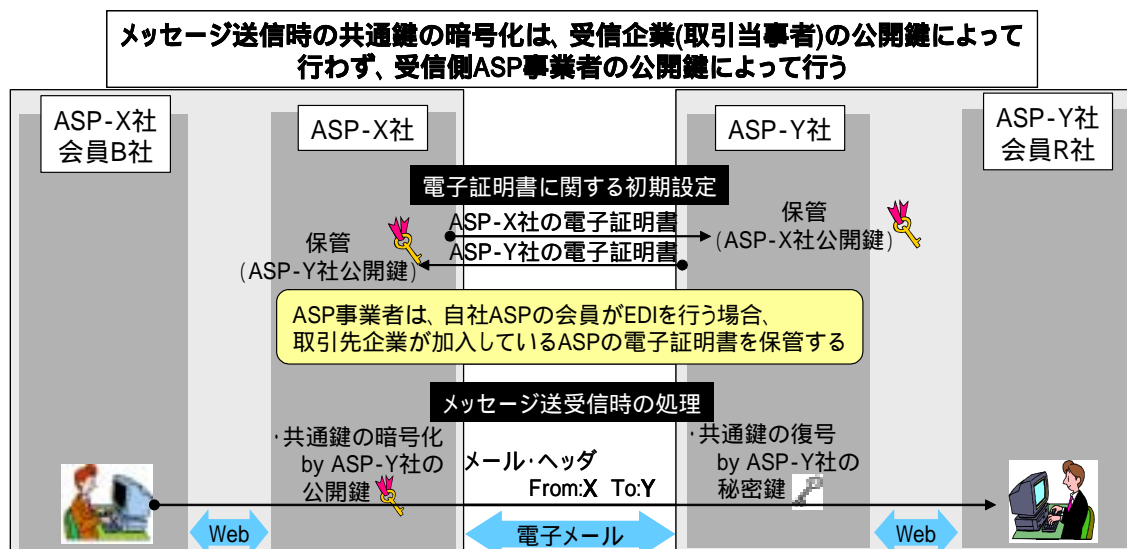 メッセージ送信時の共通鍵の暗号化は、受信企業(取引当事者)の公開鍵によって
行わず、受信側ASP事業者の公開鍵によって行う
ASP-X社
会員B社
ASP-X社
ASP-Y社
ASP-Y社
会員R社
電子証明書に関する初期設定
ASP-X社の電子証明書
ASP-Y社の電子証明書
保管
(ASP-Y社公開鍵)
保管
(ASP-X社公開鍵)
ASP事業者は、自社ASPの会員がEDIを行う場合、
取引先企業が加入しているASPの電子証明書を保管する
メッセージ送受信時の処理
・共通鍵の暗号化
by ASP-Y社の
公開鍵
メール・ヘッダ
From:X To:Y
・共通鍵の復号
by ASP-Y社の
秘密鍵
Web
電子メール
Web